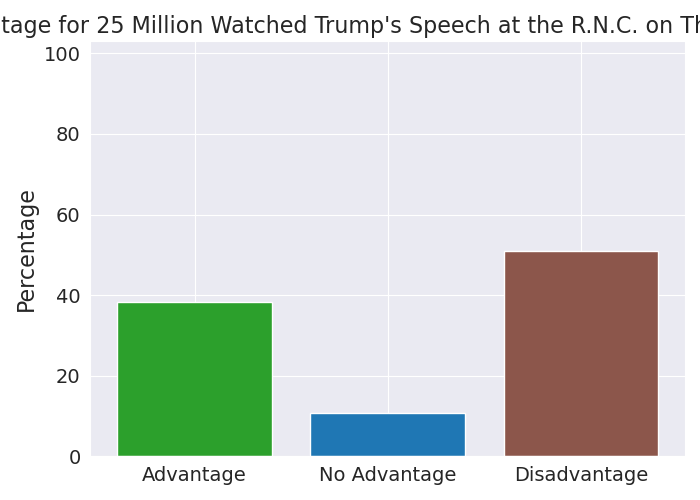 tage for 25 Million Watched Trump's Speech at the R.N.C. on Th
100
80
60
40
20
0
Percentage
Advantage No Advantage Disadvantage